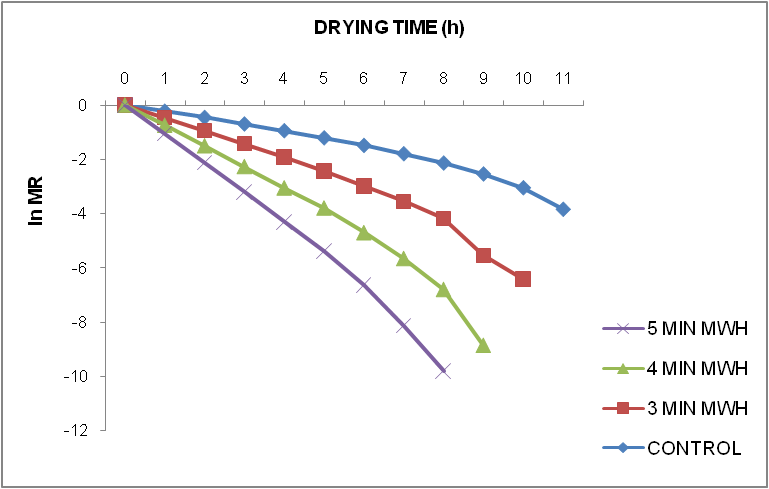 DRYING TIME (h)
0 1 2 3 4 5 6 7 8 9 10 11
0
-2
-4
-6
-8
-10
-12
ln MR
5 MIN MWH
4 MIN MWH
3 MIN MWH
CONTROL